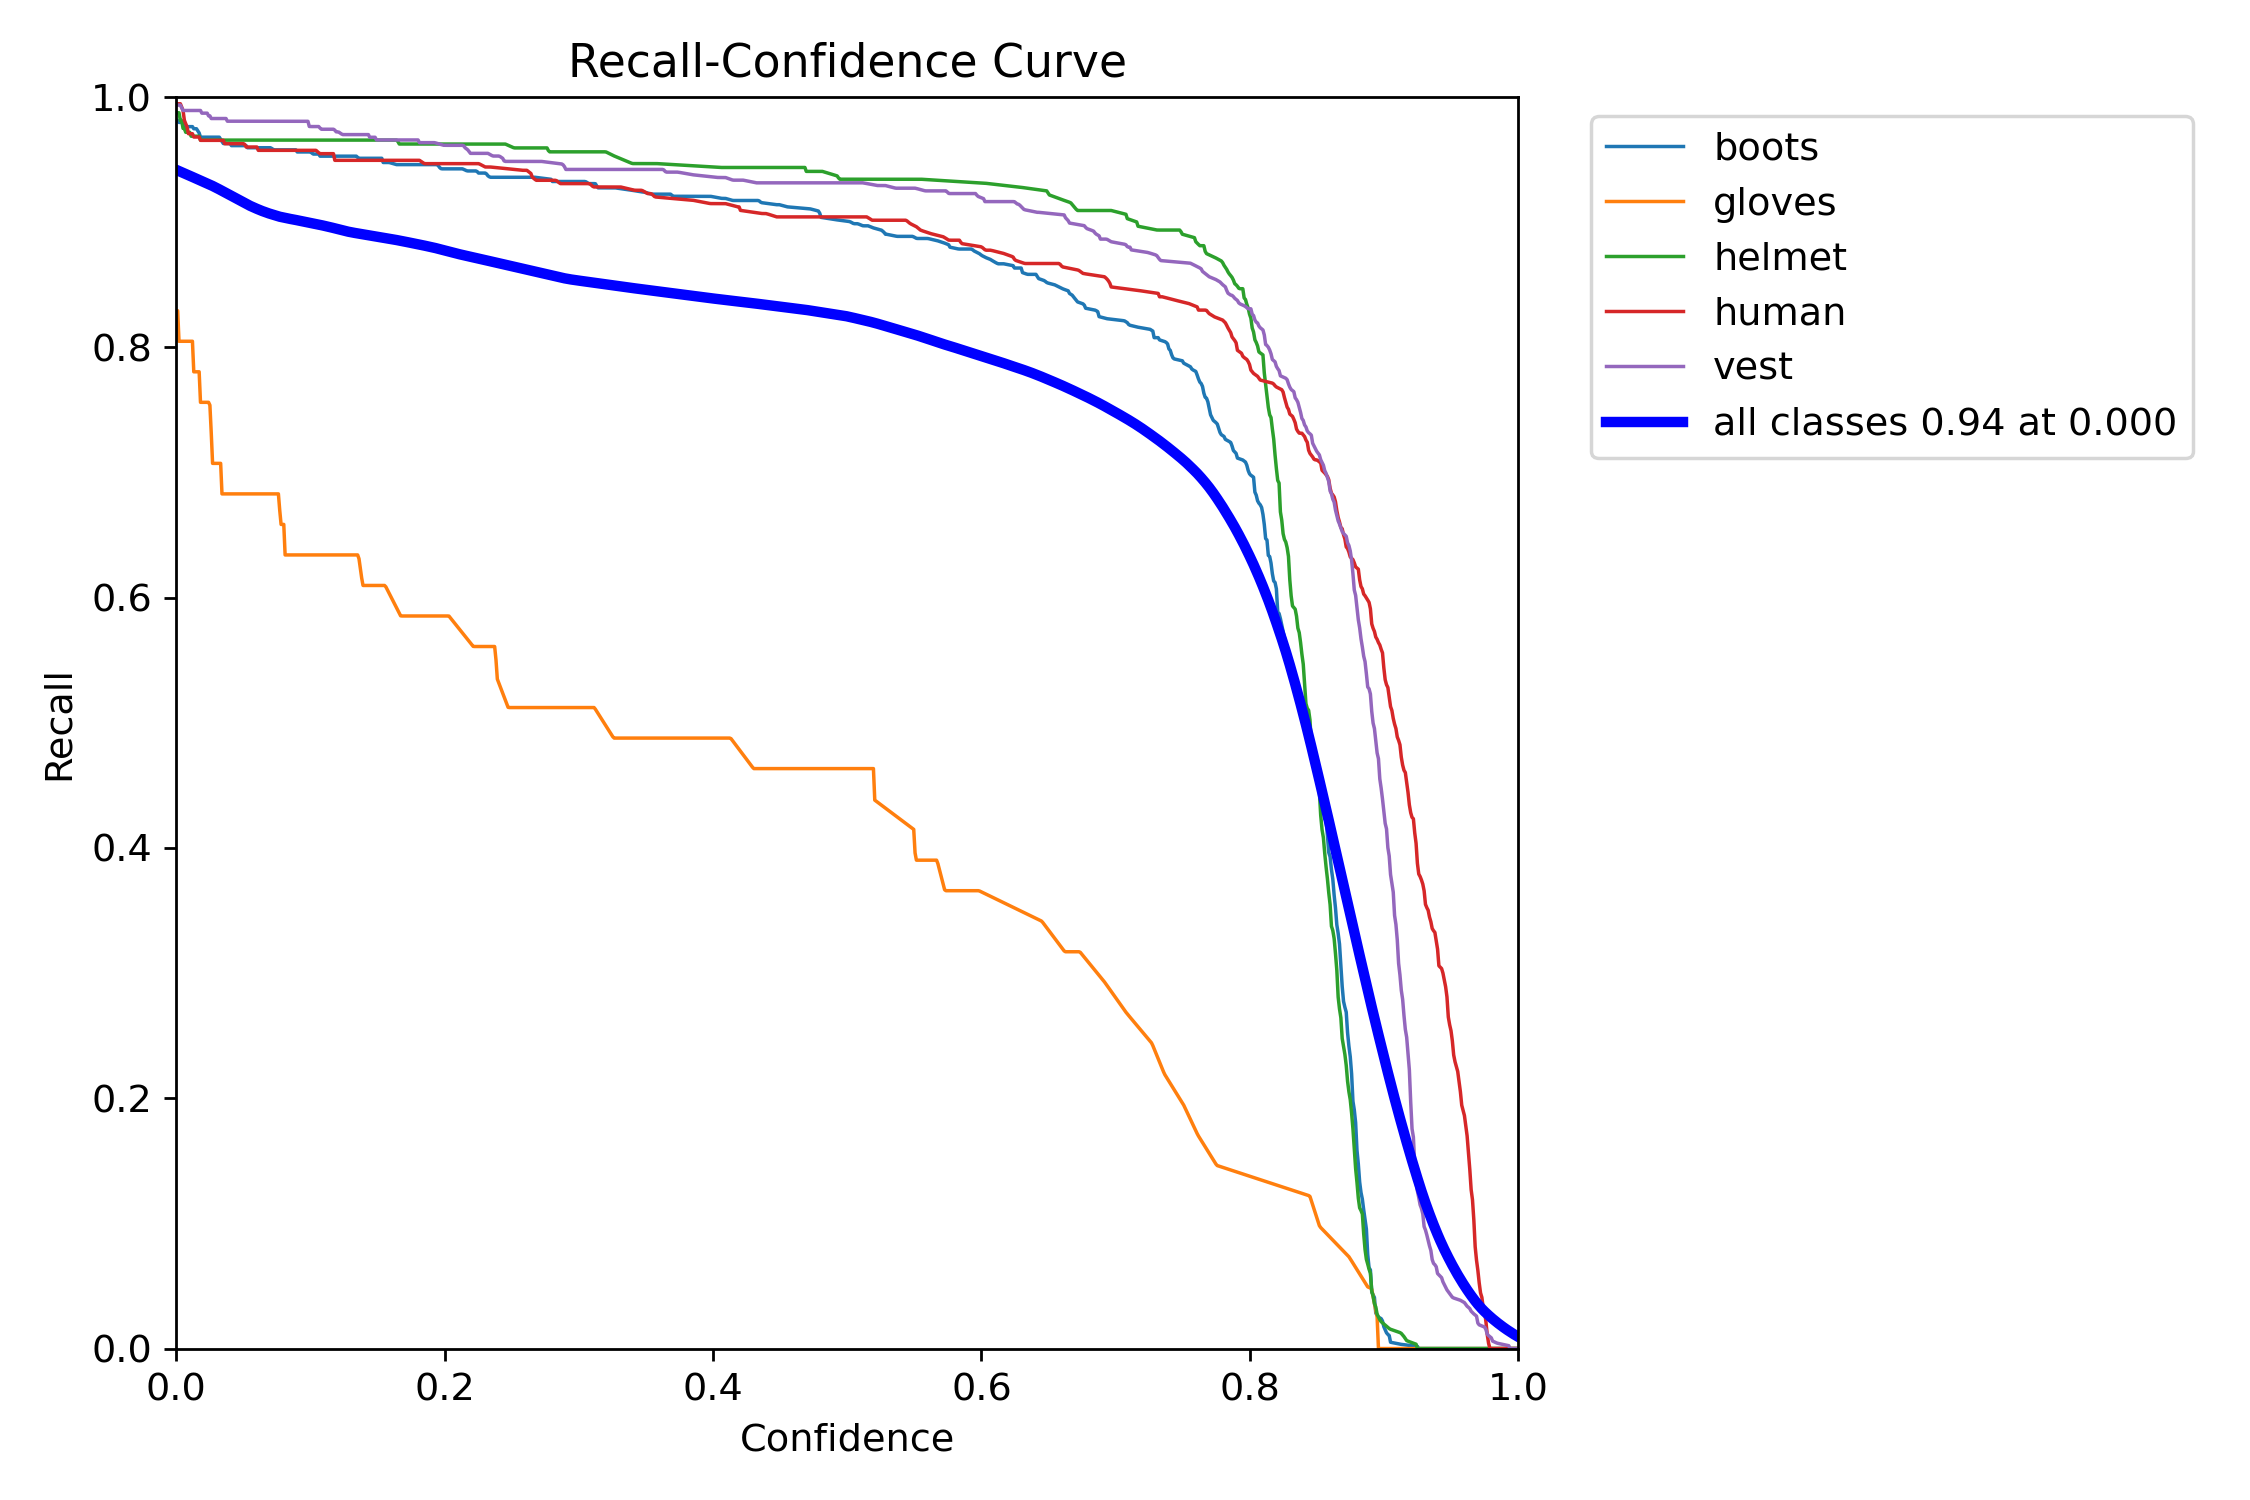 Recall-Confidence Curve
1.0
0.8
0.6
0.4
0.2
0.0
Recall
0.0 0.2 0.4 0.6 0.8 1.0
Confidence
boots
gloves
helmet
human
vest
all classes 0.94 at 0.000